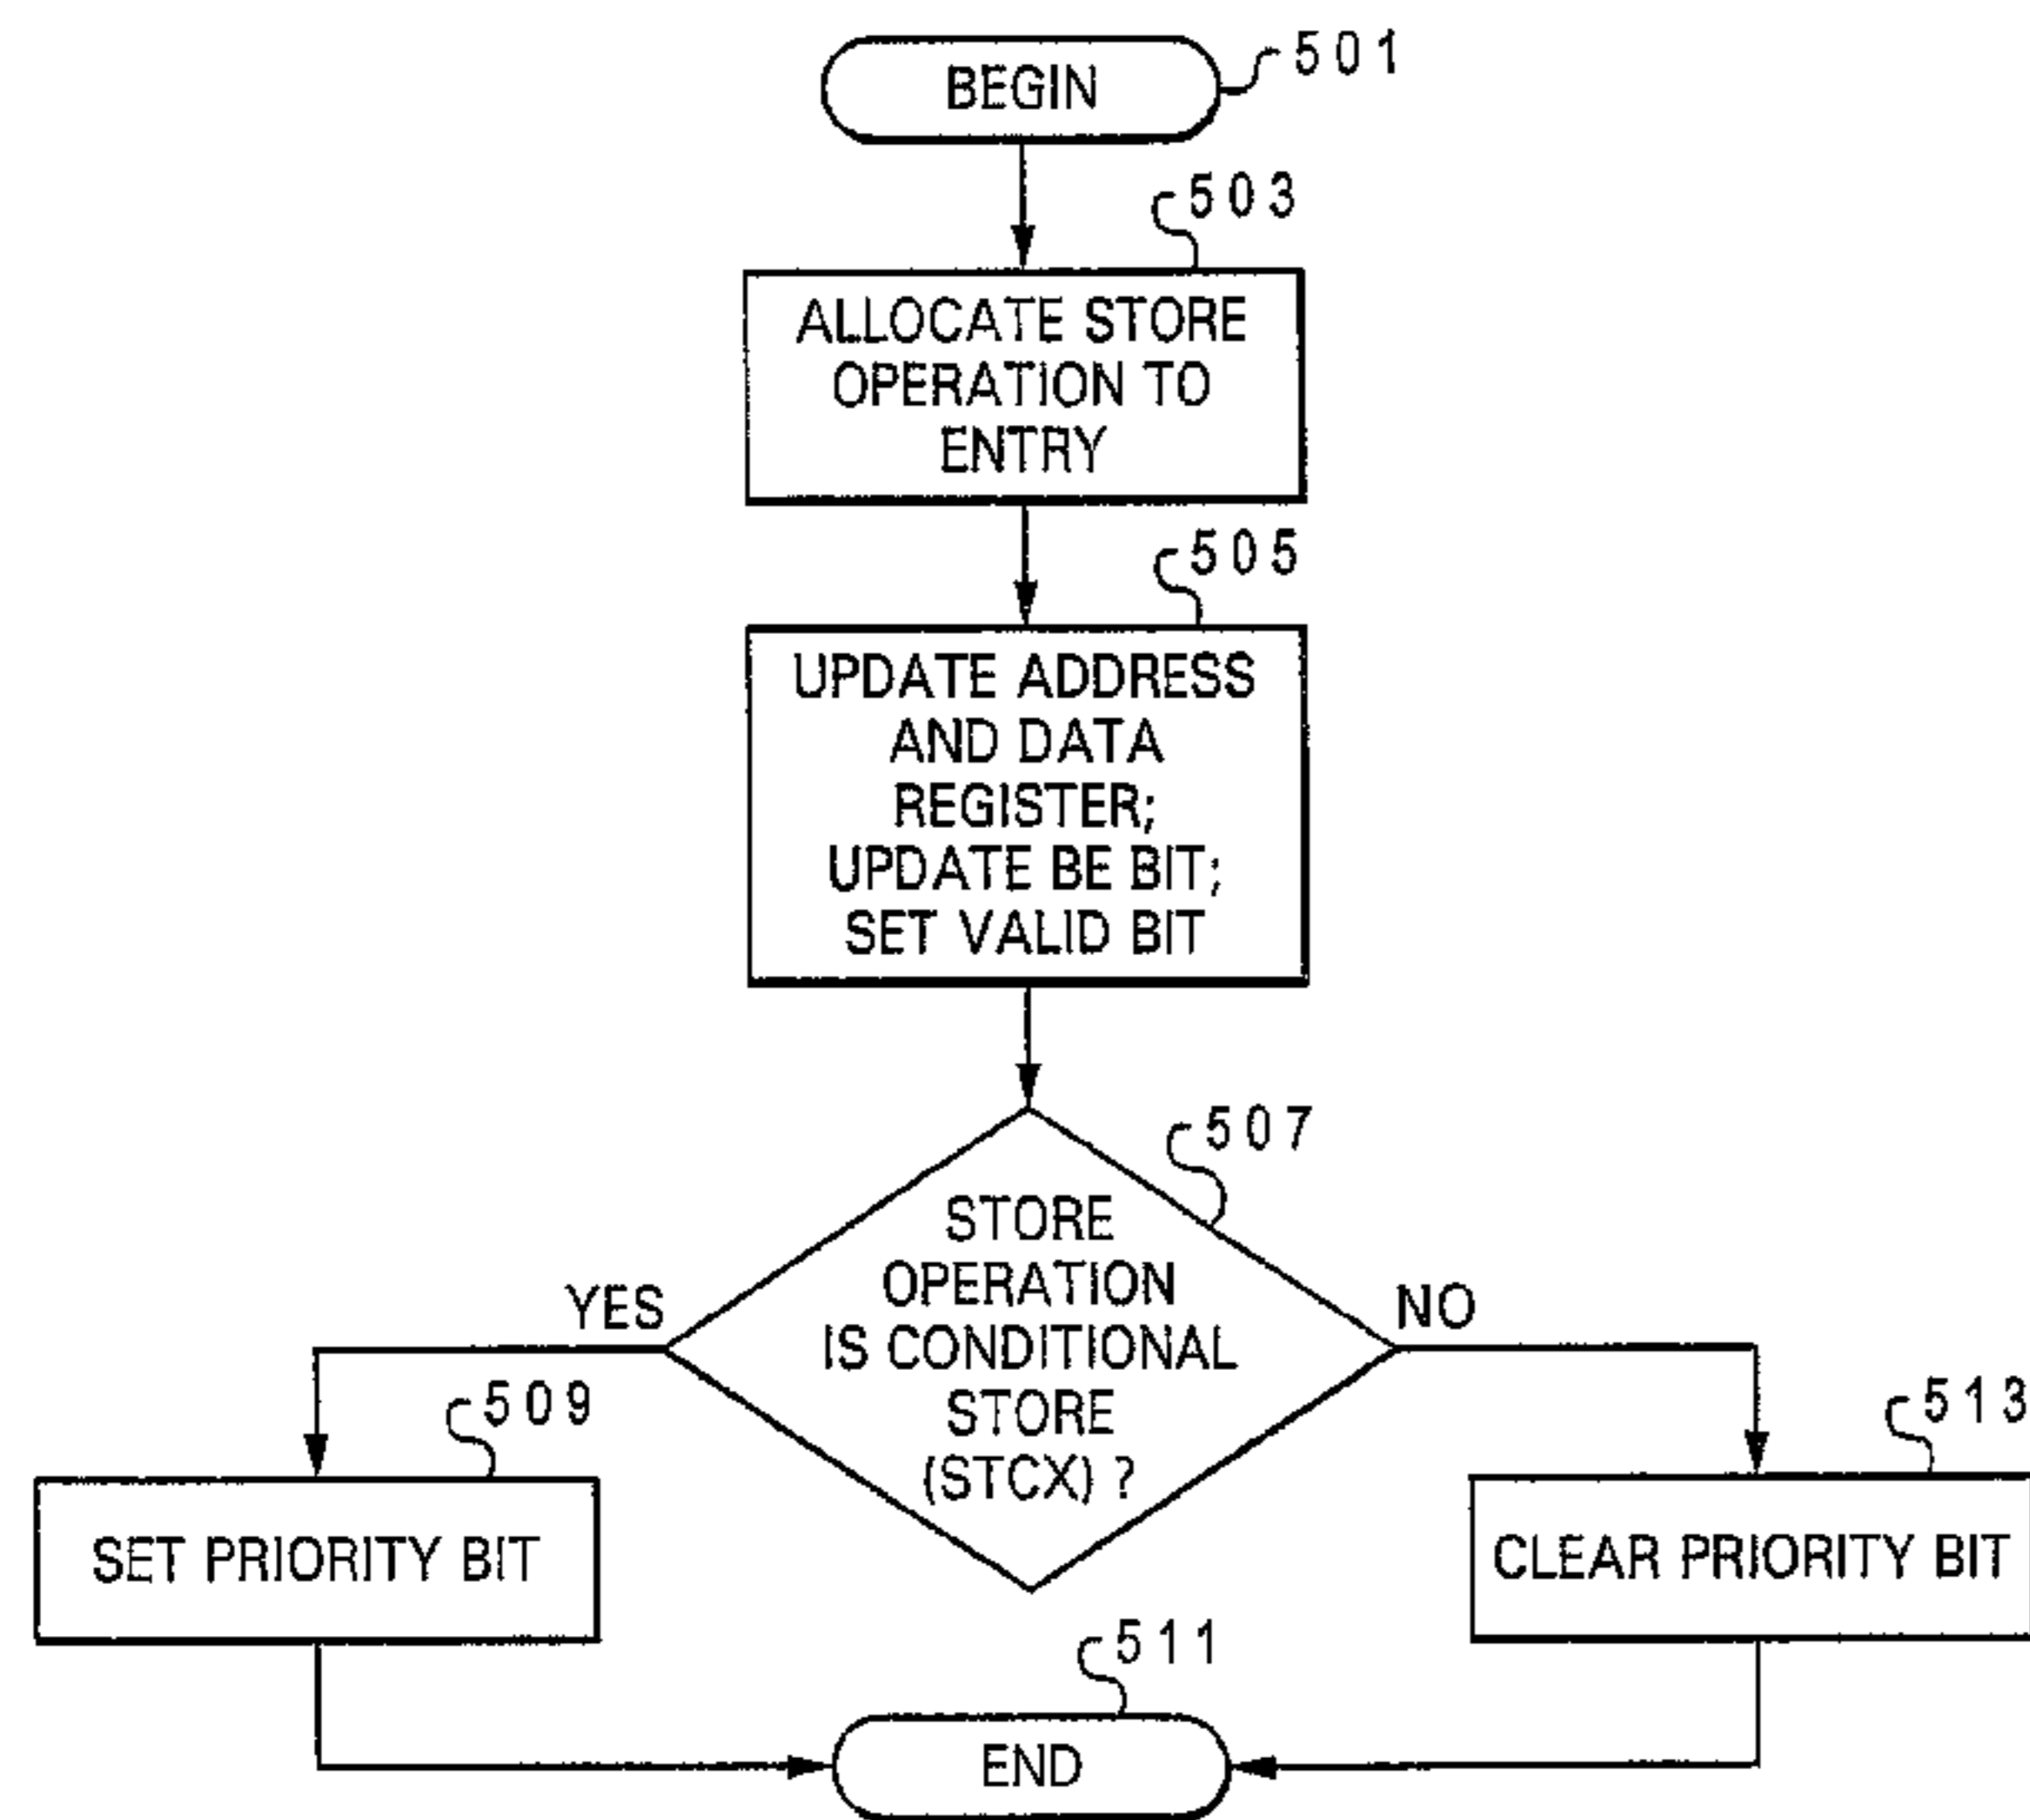 BEGIN
501
503
ALLOCATE STORE
OPERATION TO
ENTRY
505
UPDATE ADDRESS
AND DATA
REGISTER;
UPDATE BE BIT;
SET VALID BIT
507
STORE
OPERATION
IS CONDITIONAL
STORE
(STCX) ?
YES
NO
509
SET PRIORITY BIT
513
CLEAR PRIORITY BIT
511
END